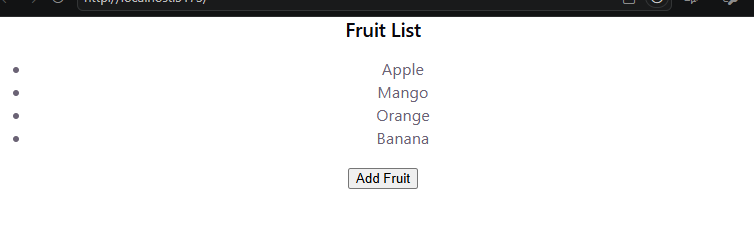 Fruit List
Apple
Mango
Orange
Banana
Add Fruit